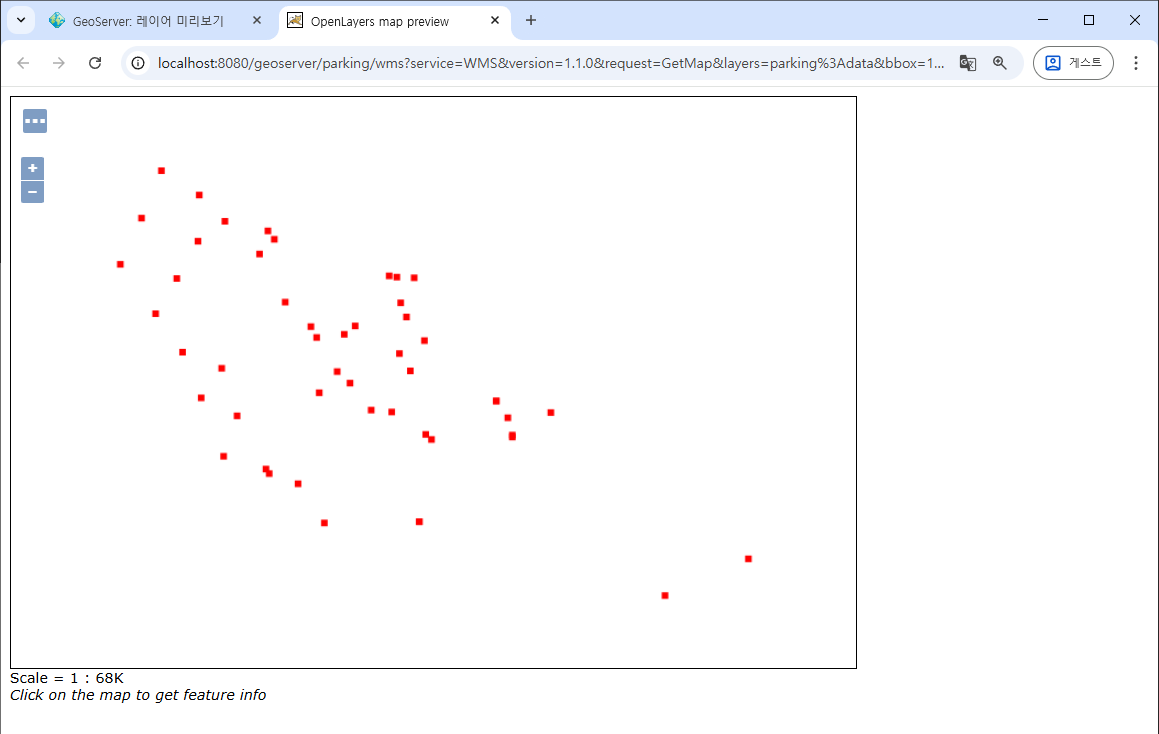 GeoServer: 레이어 미리보기
OpenLayers map preview
localhost:8080/geoserver/parking/wms?service=WMS&version=1.1.0&request=GetMap&layers=parking%3Adata&bbox=1...
게스트
+
−
Scale = 1 : 68K
Click on the map to get feature info